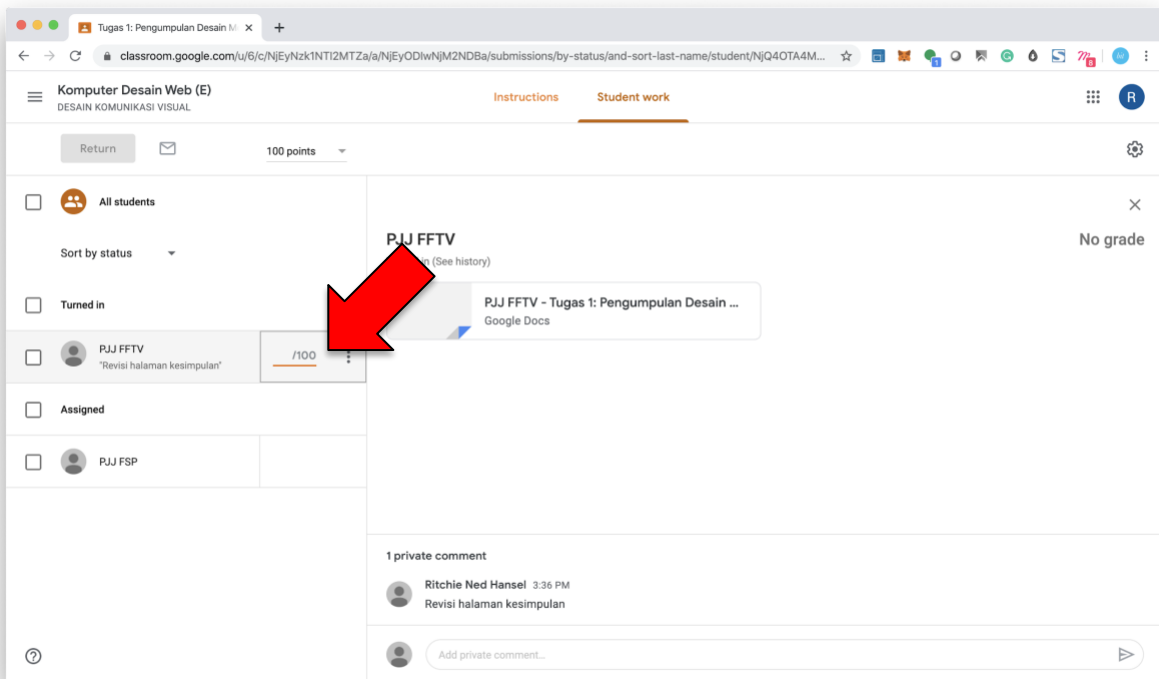 Tugas 1: Pengumpulan Desain M
classroom.google.com/u/6/c/NjEyNzk1NTI2MTZa/a/NjEyODIwNjM2NDBa/submissions/by-status/and-sort-last-name/student/NjQ4OTA4M...
Komputer Desain Web (E)
DESAIN KOMUNIKASI VISUAL
Instructions
Student work
R
Return
100 points
All students
Sort by status
Turned in
PJJ FFTV
"Revisi halaman kesimpulan"
/100
Assigned
PJJ FSP
PJJ FFTV
No grade
in (See history)
PJJ FFTV - Tugas 1: Pengumpulan Desain ...
Google Docs
1 private comment
Ritchie Ned Hansel 3:36 PM
Revisi halaman kesimpulan
Add private comment...